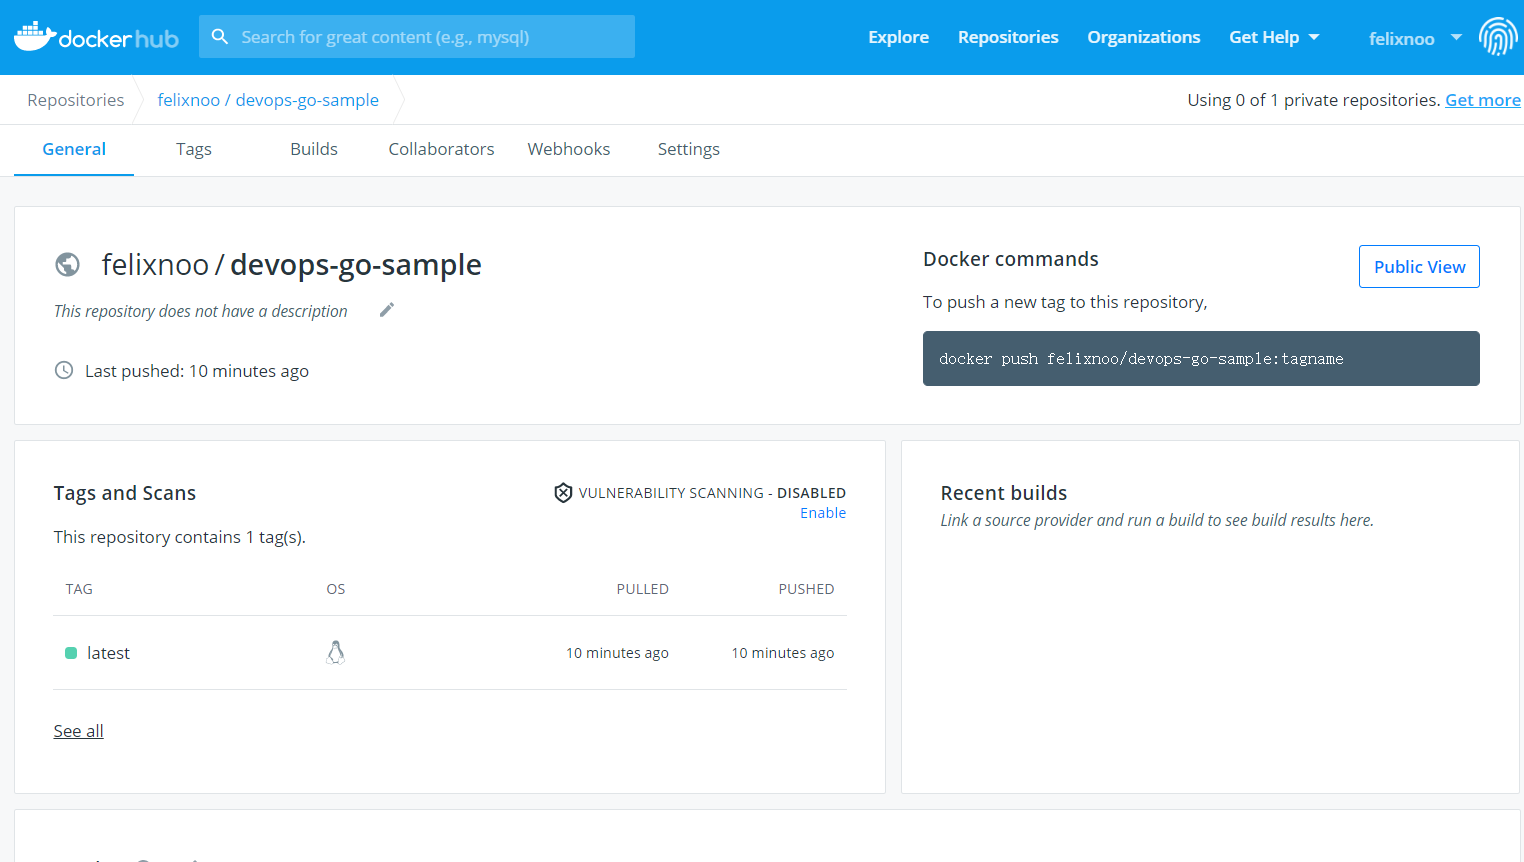 docker hub
Search for great content (e.g., mysql)
Explore
Repositories
Organizations
Get Help
felixnoo
Repositories
felixnoo / devops-go-sample
Using 0 of 1 private repositories. Get more
General
Tags
Builds
Collaborators
Webhooks
Settings
felixnoo / devops-go-sample
This repository does not have a description
Last pushed: 10 minutes ago
Docker commands
Public View
To push a new tag to this repository,
docker push felixnoo/devops-go-sample:tagname
Tags and Scans
VULNERABILITY SCANNING - DISABLED
Enable
This repository contains 1 tag(s).
TAG OS PULLED PUSHED
latest 10 minutes ago 10 minutes ago
See all
Recent builds
Link a source provider and run a build to see build results here.